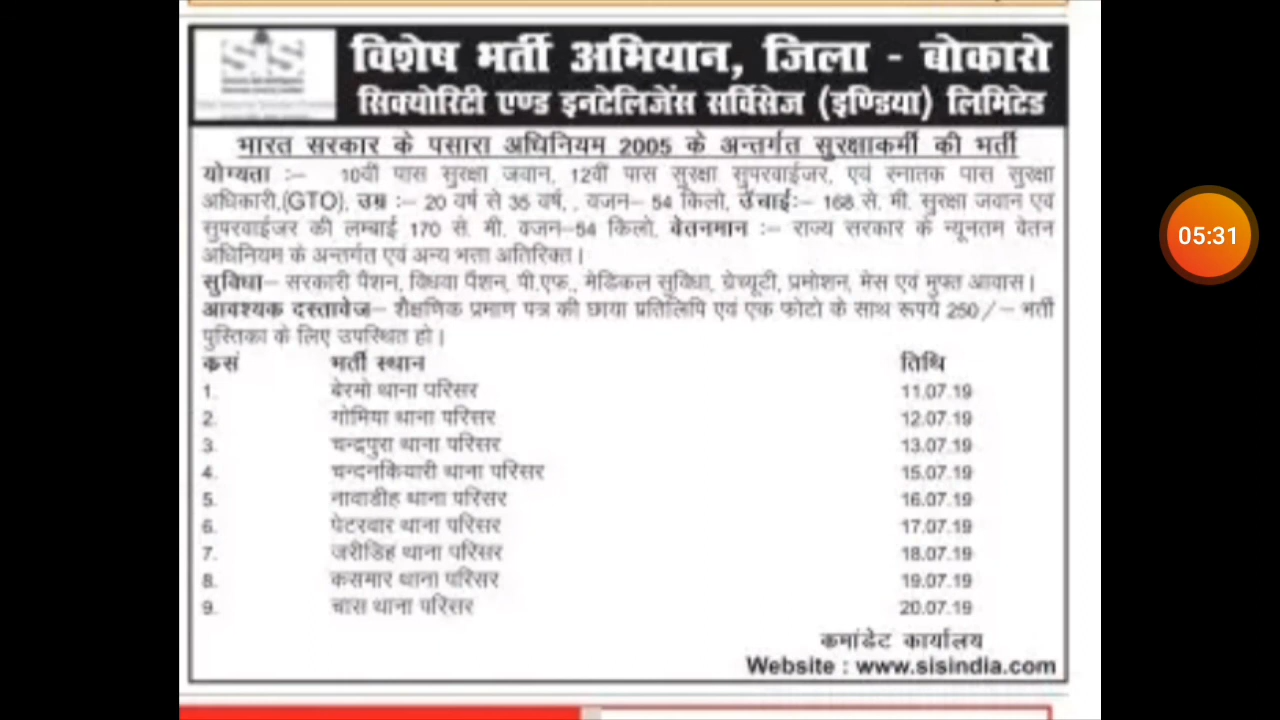 SIS
विशेष भर्ती अभियान, जिला - बोकारो
सिक्योरिटी एण्ड इनटेलिजेंस सर्विसेज (इण्डिया) लिमिटेड
भारत सरकार के पसारा अधिनियम 2005 के अन्तर्गत सुरक्षाकर्मी की भर्ती
योग्यता :– 10वीं पास सुरक्षा जवान, 12वीं पास सुरक्षा सुपरवाईजर, एवं स्नातक पास सुरक्षा
अधिकारी,(GTO), उम्र :– 20 वर्ष से 35 वर्ष, , वजन– 54 किलो, उंचाई:– 168 से. मी. सुरक्षा जवान एवं
सुपरवाईजर की लम्बाई 170 से. मी. वजन–54 किलो, वेतनमान :– राज्य सरकार के न्यूनतम वेतन
अधिनियम के अन्तर्गत एवं अन्य भत्ता अतिरिक्त।
सुविधा– सरकारी पैंशन, विधवा पैंशन, पी.एफ., मेडिकल सुविधा, ग्रेच्यूटी, प्रमोशन, मेस एवं मुफ्त आवास।
आवश्यक दस्तावेज– शैक्षणिक प्रमाण पत्र की छाया प्रतिलिपि एवं एक फोटो के साथ रूपये 250/– भर्ती
पुस्तिका के लिए उपस्थित हो।
कसं भर्ती स्थान तिथि
1. बेरमो थाना परिसर 11.07.19
2. गोमिया थाना परिसर 12.07.19
3. चन्द्रपुरा थाना परिसर 13.07.19
4. चन्दनकियारी थाना परिसर 15.07.19
5. नावाडीह थाना परिसर 16.07.19
6. पेटरवार थाना परिसर 17.07.19
7. जरीडिह थाना परिसर 18.07.19
8. कसमार थाना परिसर 19.07.19
9. चास थाना परिसर 20.07.19
कमांडेट कार्यालय
Website : www.sisindia.com
05:31